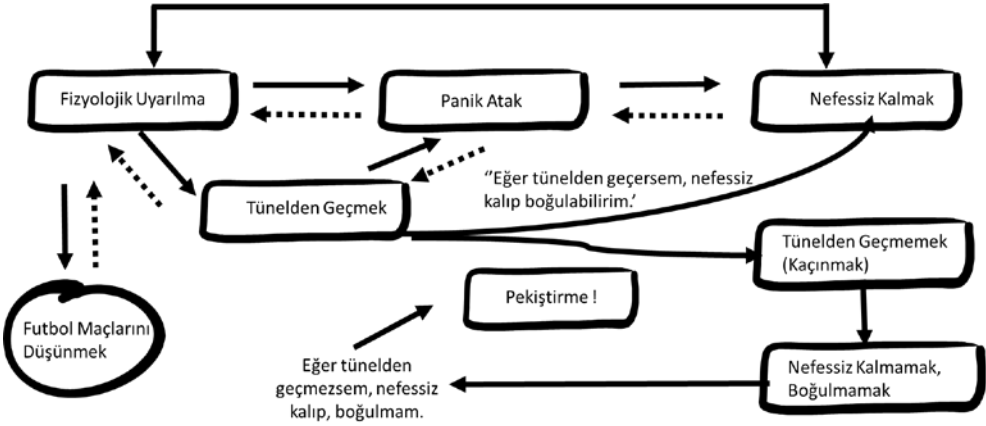 Fizyolojik Uyarılma
Panik Atak
Nefessiz Kalmak
Tünelden Geçmek
‘’Eğer tünelden geçersem, nefessiz
kalıp boğulabilirim.’
Tünelden Geçmemek
(Kaçınmak)
Pekiştirme !
Futbol Maçlarını
Düşünmek
Eğer tünelden
geçmezsem, nefessiz
kalıp, boğulmam.
Nefessiz Kalmamak,
Boğulmamak